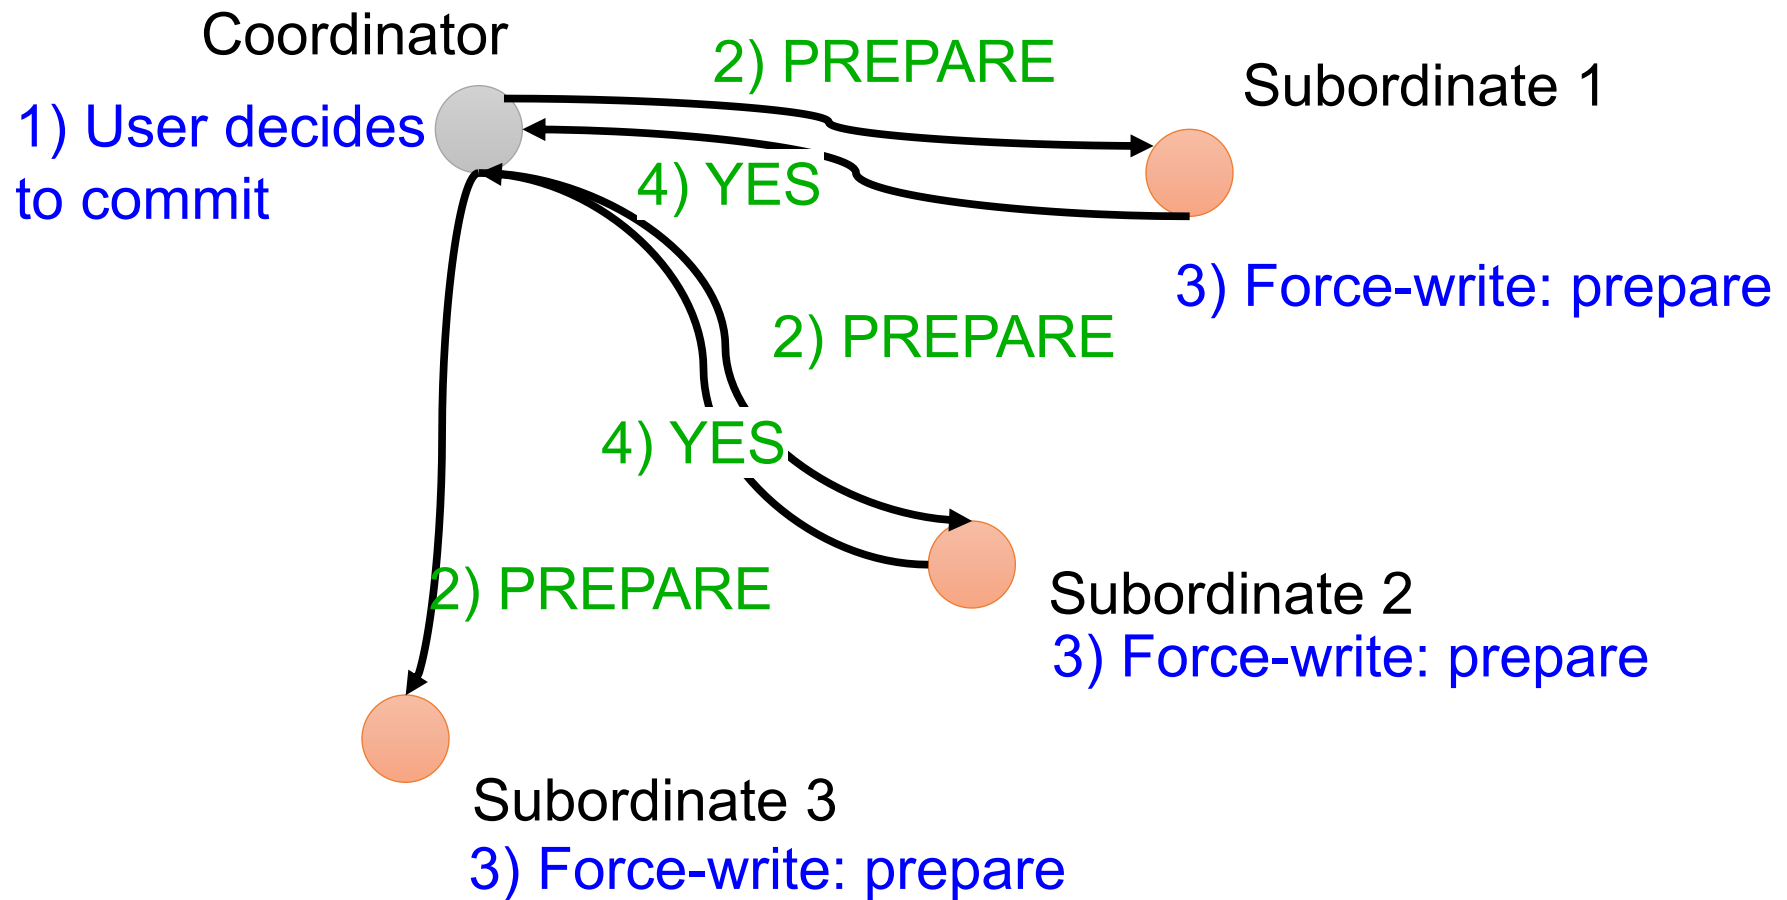 Coordinator
2) PREPARE
Subordinate 1
1) User decides
to commit
4) YES
3) Force-write: prepare
2) PREPARE
4) YES
2) PREPARE
Subordinate 2
3) Force-write: prepare
Subordinate 3
3) Force-write: prepare